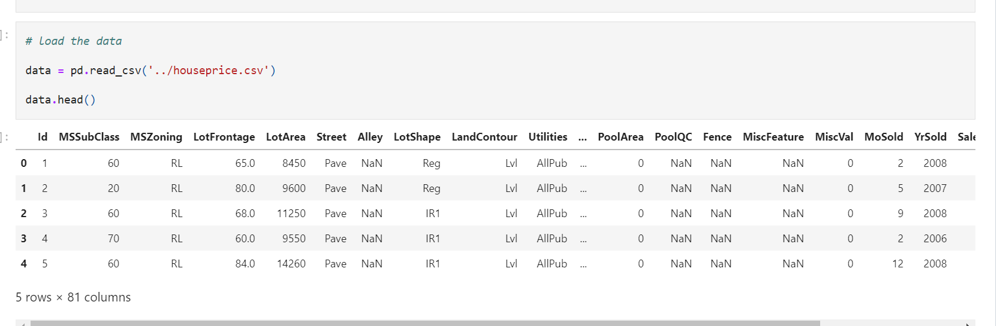 ]:
# load the data
data = pd.read_csv('../houseprice.csv')
data.head()
]:
Id MSSubClass MSZoning LotFrontage LotArea Street Alley LotShape LandContour Utilities ... PoolArea PoolQC Fence MiscFeature MiscVal MoSold YrSold Sale
0 1 60 RL 65.0 8450 Pave NaN Reg Lvl AllPub ... 0 NaN NaN NaN 0 2 2008
1 2 20 RL 80.0 9600 Pave NaN Reg Lvl AllPub ... 0 NaN NaN NaN 0 5 2007
2 3 60 RL 68.0 11250 Pave NaN IR1 Lvl AllPub ... 0 NaN NaN NaN 0 9 2008
3 4 70 RL 60.0 9550 Pave NaN IR1 Lvl AllPub ... 0 NaN NaN NaN 0 2 2006
4 5 60 RL 84.0 14260 Pave NaN IR1 Lvl AllPub ... 0 NaN NaN NaN 0 12 2008
5 rows × 81 columns